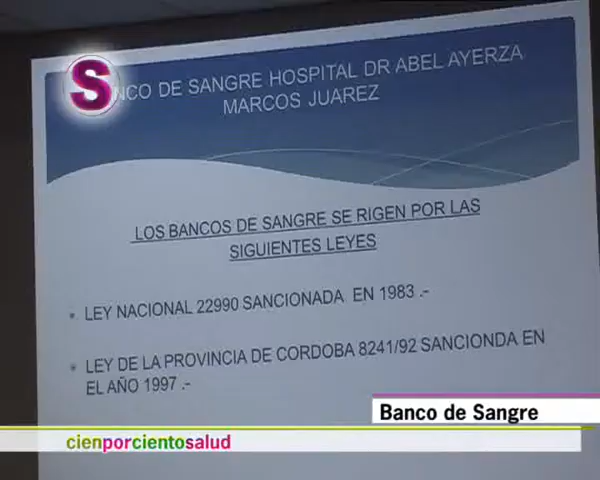 S
NCO DE SANGRE HOSPITAL DR ABEL AYERZA
MARCOS JUAREZ
LOS BANCOS DE SANGRE SE RIGEN POR LAS
SIGUIENTES LEYES
• LEY NACIONAL 22990 SANCIONADA EN 1983 .-
• LEY DE LA PROVINCIA DE CORDOBA 8241/92 SANCIONDA EN
EL AÑO 1997 .-
Banco de Sangre
cienporcientosalud